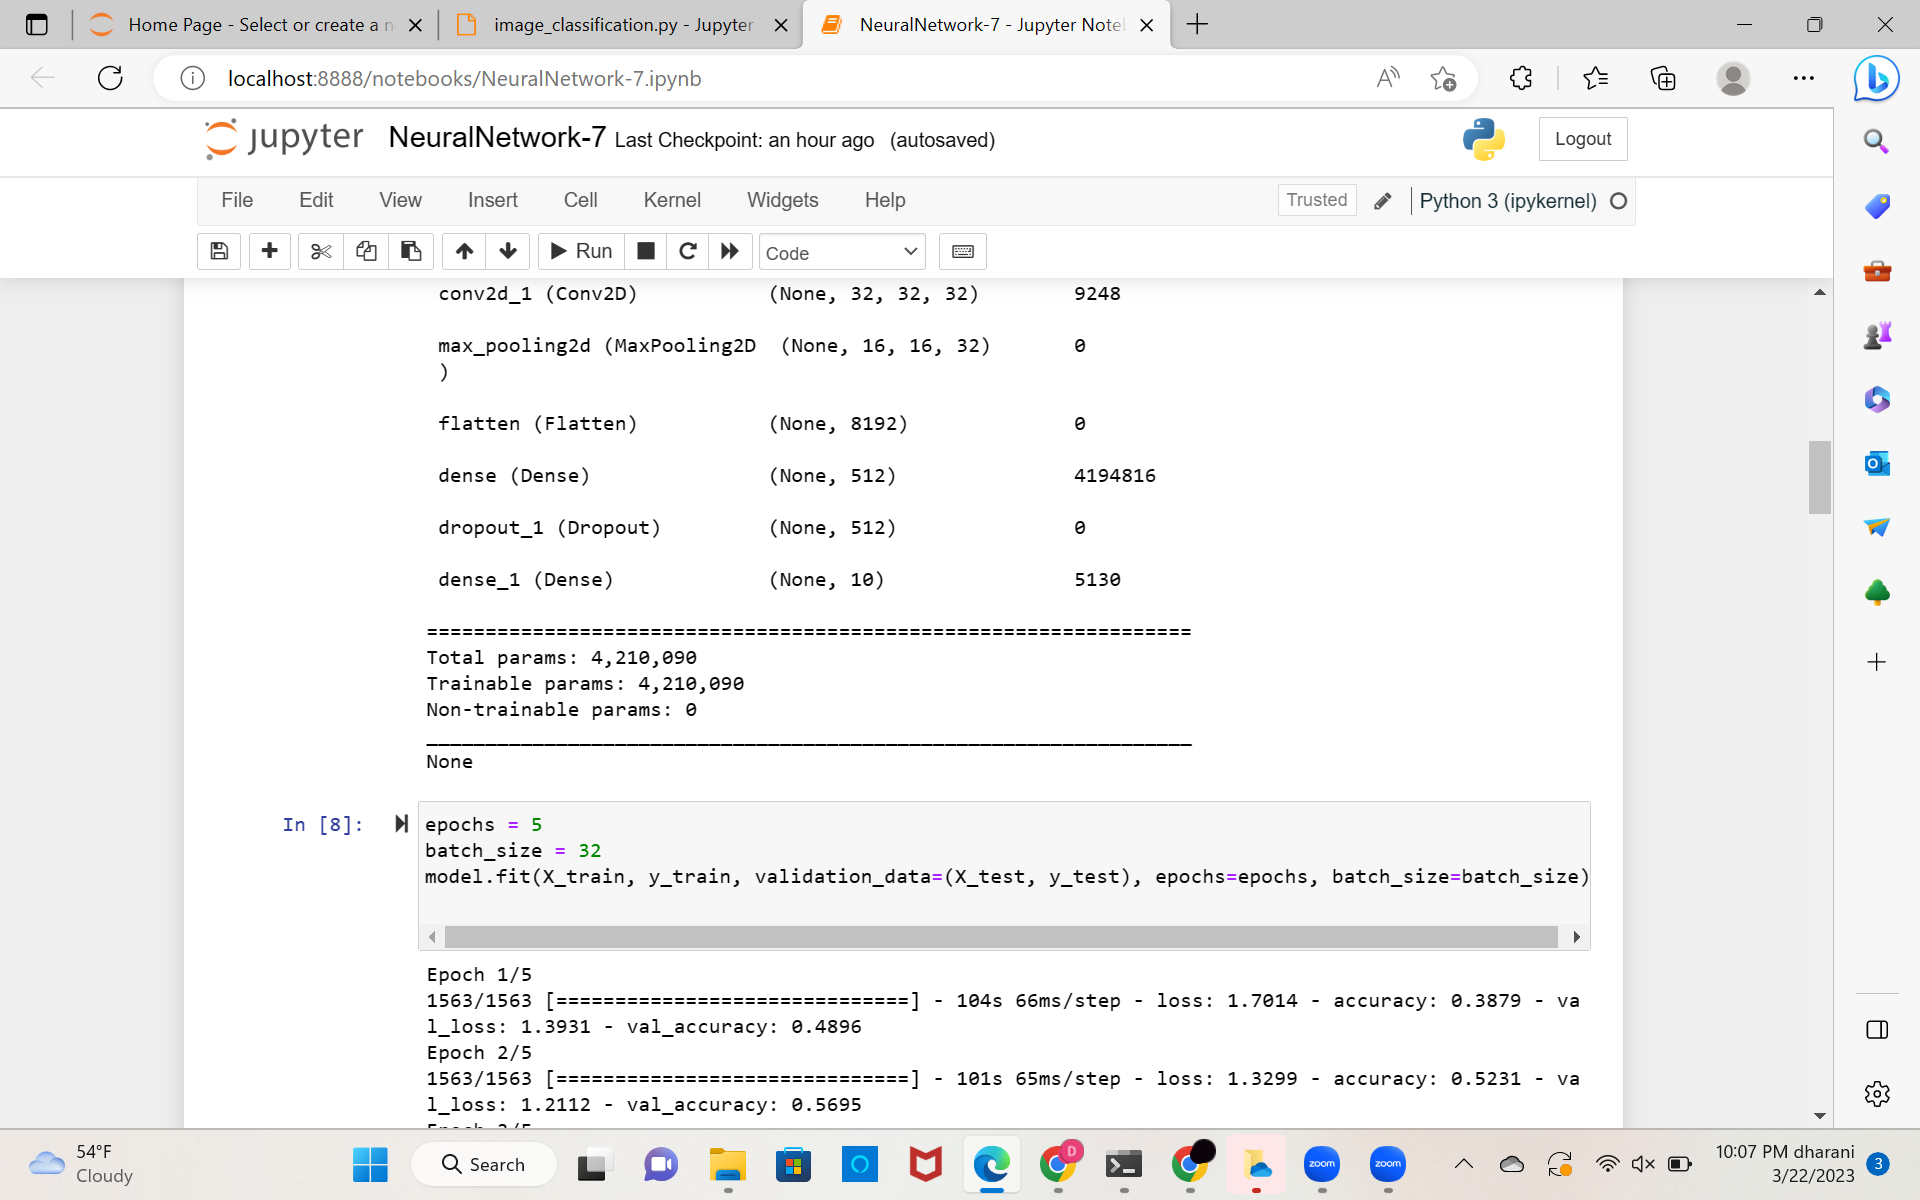 Home Page - Select or create a n
image_classification.py - Jupyter
NeuralNetwork-7 - Jupyter Note
localhost:8888/notebooks/NeuralNetwork-7.ipynb
jupyter NeuralNetwork-7 Last Checkpoint: an hour ago (autosaved)
Logout
File Edit View Insert Cell Kernel Widgets Help
Trusted
Python 3 (ipykernel)
Run
Code
conv2d_1 (Conv2D) (None, 32, 32, 32) 9248
max_pooling2d (MaxPooling2D (None, 16, 16, 32) 0
)
flatten (Flatten) (None, 8192) 0
dense (Dense) (None, 512) 4194816
dropout_1 (Dropout) (None, 512) 0
dense_1 (Dense) (None, 10) 5130
=================================================================
Total params: 4,210,090
Trainable params: 4,210,090
Non-trainable params: 0
_________________________________________________________________
None
In [8]:
epochs = 5
batch_size = 32
model.fit(X_train, y_train, validation_data=(X_test, y_test), epochs=epochs, batch_size=batch_size)
Epoch 1/5
1563/1563 [==============================] - 104s 66ms/step - loss: 1.7014 - accuracy: 0.3879 - va
l_loss: 1.3931 - val_accuracy: 0.4896
Epoch 2/5
1563/1563 [==============================] - 101s 65ms/step - loss: 1.3299 - accuracy: 0.5231 - va
l_loss: 1.2112 - val_accuracy: 0.5695
54°F
Cloudy
Search
D
zoom
zoom
10:07 PM dharani
3/22/2023
3